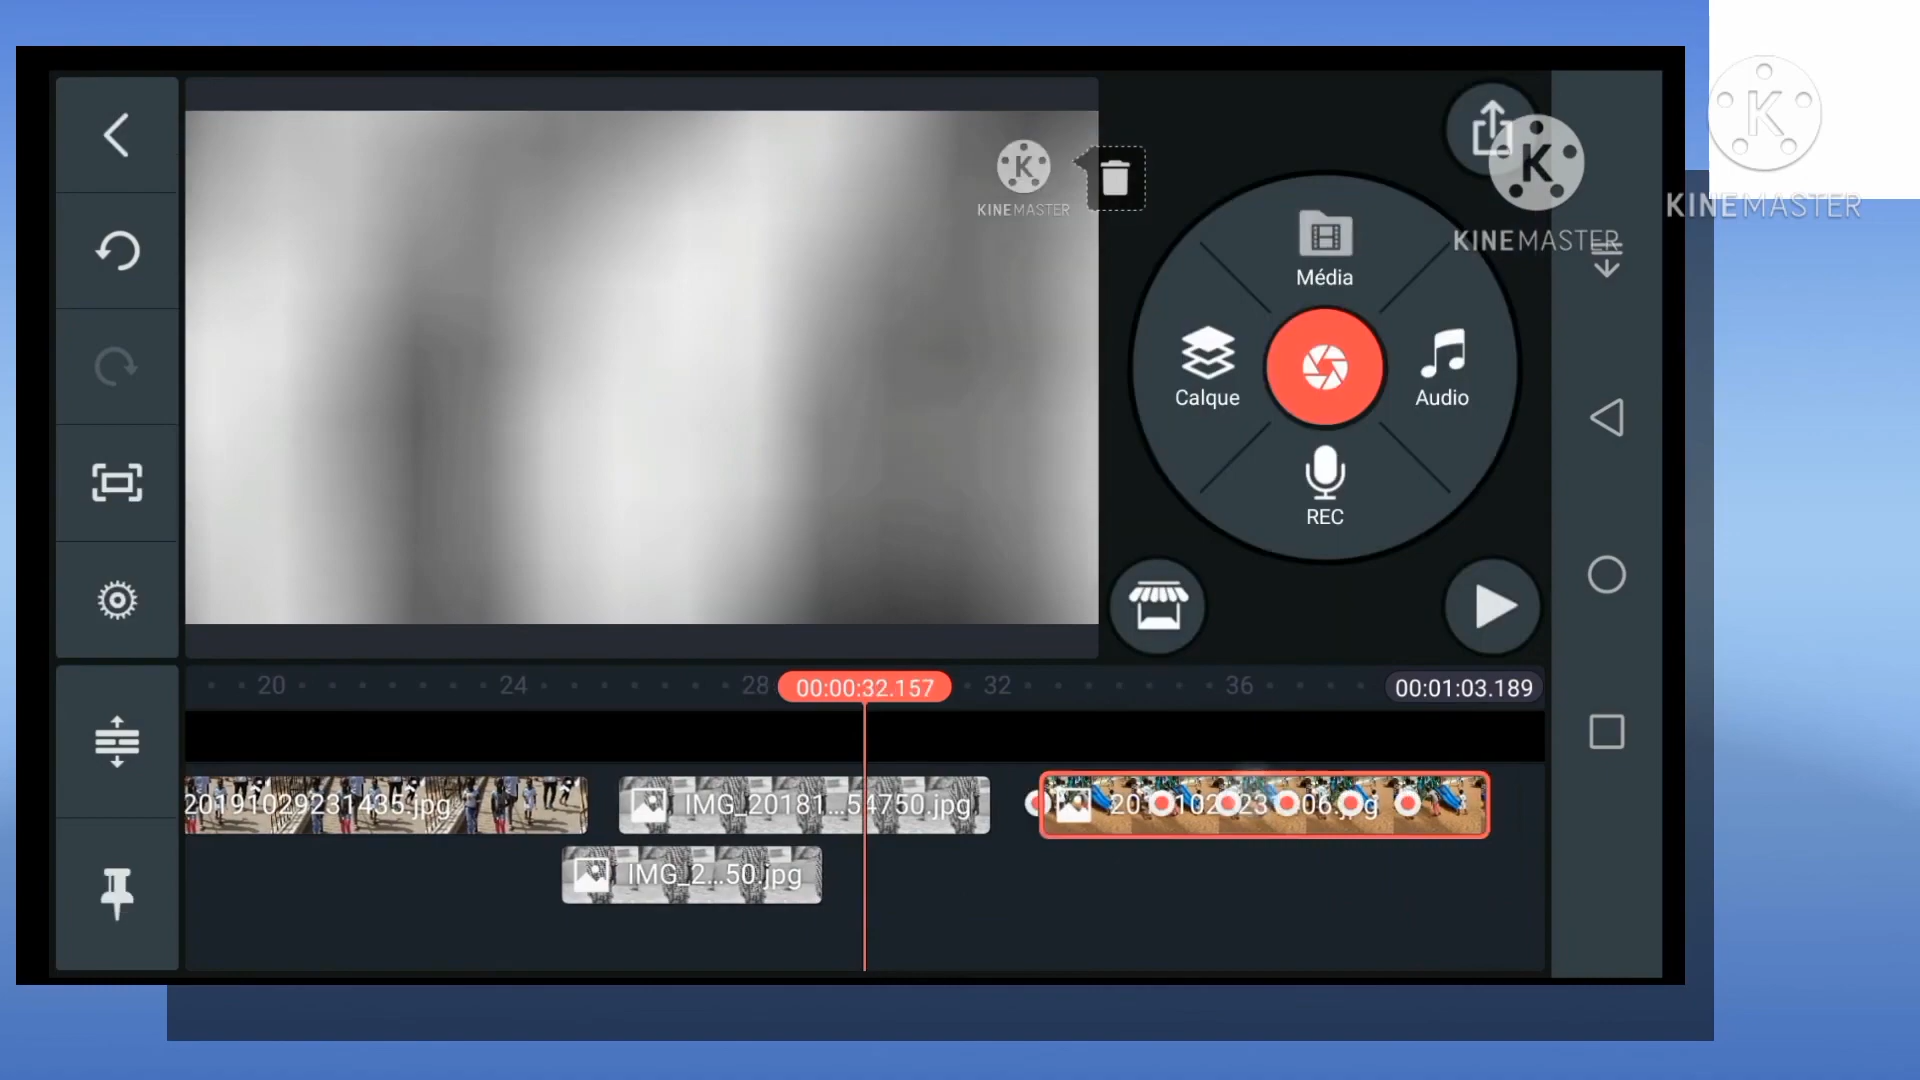 KINEMASTER
KINEMASTER
KINEMASTER
Média
Calque
Audio
REC
20
24
28
00:00:32.157
32
36
00:01:03.189
20191029231435.jpg
IMG_20181...54750.jpg
IMG_2...50.jpg